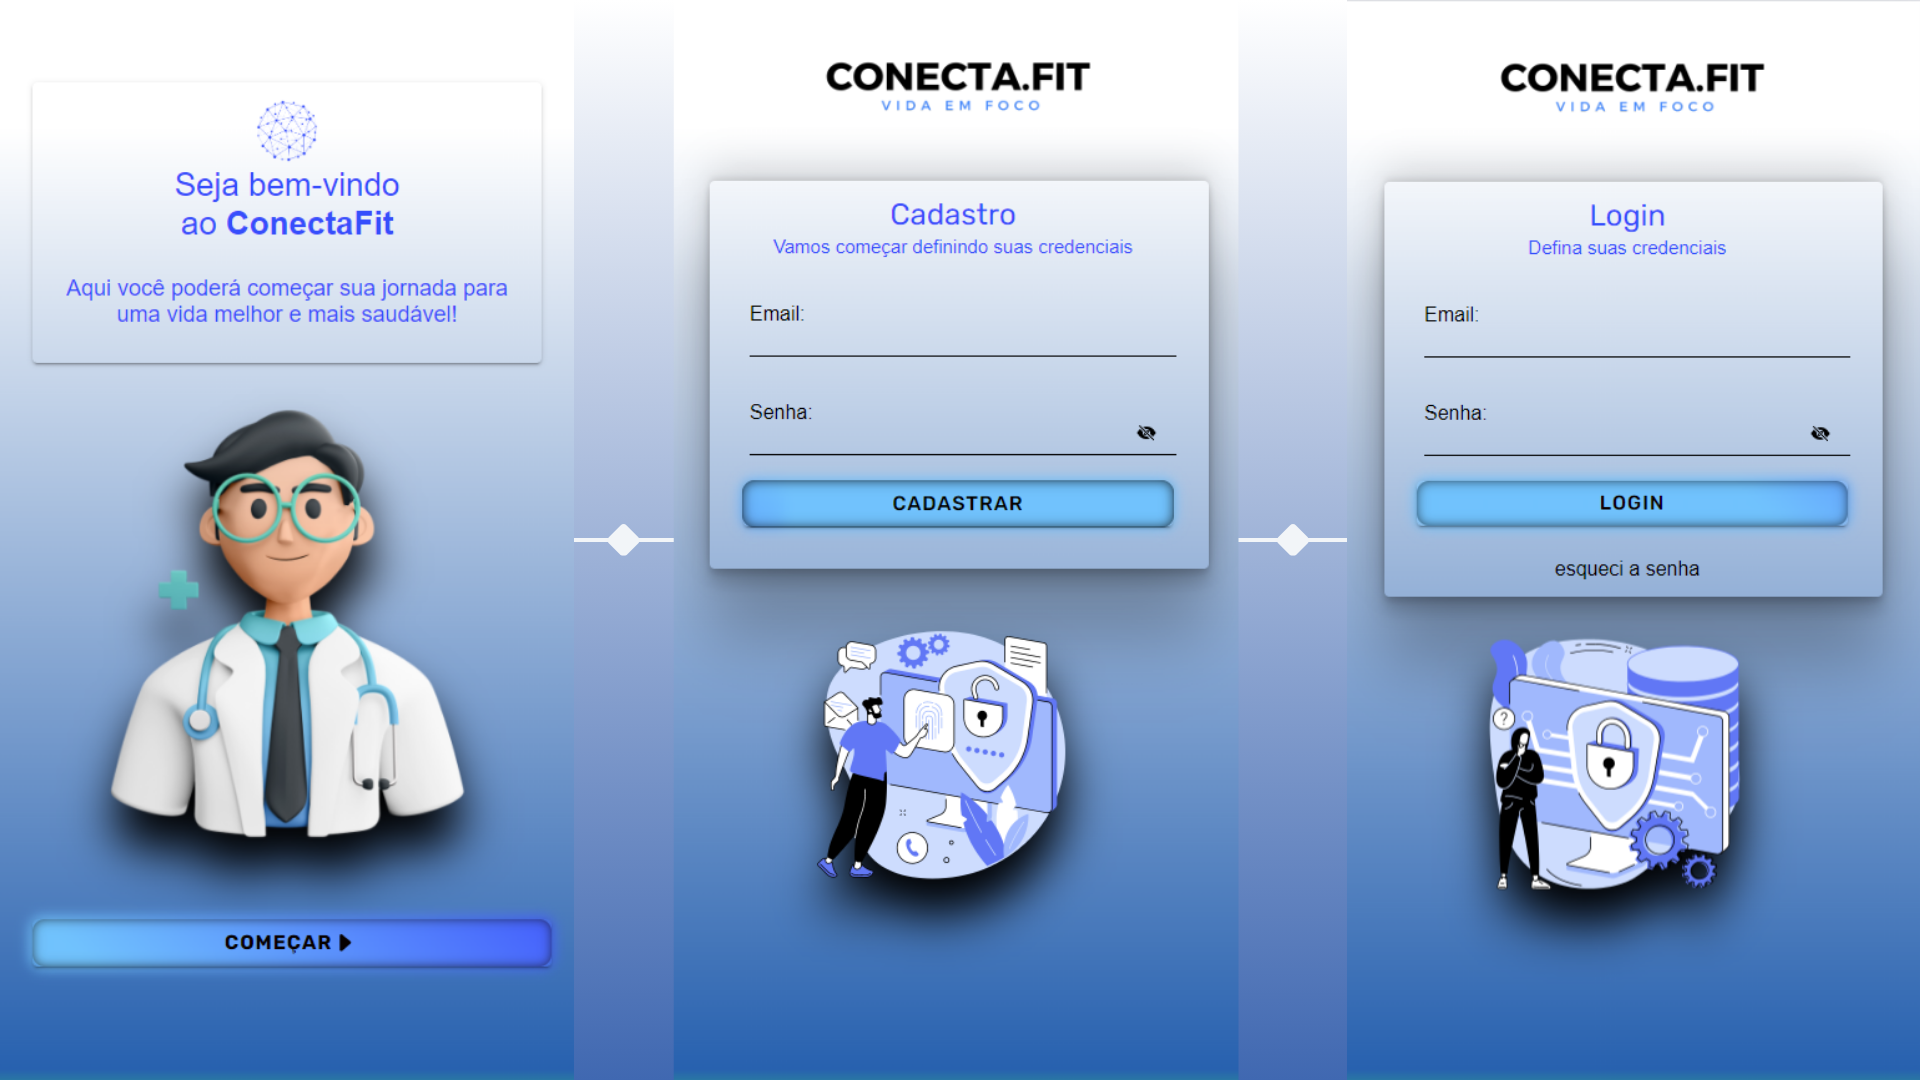 Seja bem-vindo
ao ConectaFit
Aqui você poderá começar sua jornada para
uma vida melhor e mais saudável!
COMEÇAR
CONECTA.FIT
VIDA EM FOCO
Cadastro
Vamos começar definindo suas credenciais
Email:
Senha:
CADASTRAR
CONECTA.FIT
VIDA EM FOCO
Login
Defina suas credenciais
Email:
Senha:
LOGIN
esqueci a senha
?